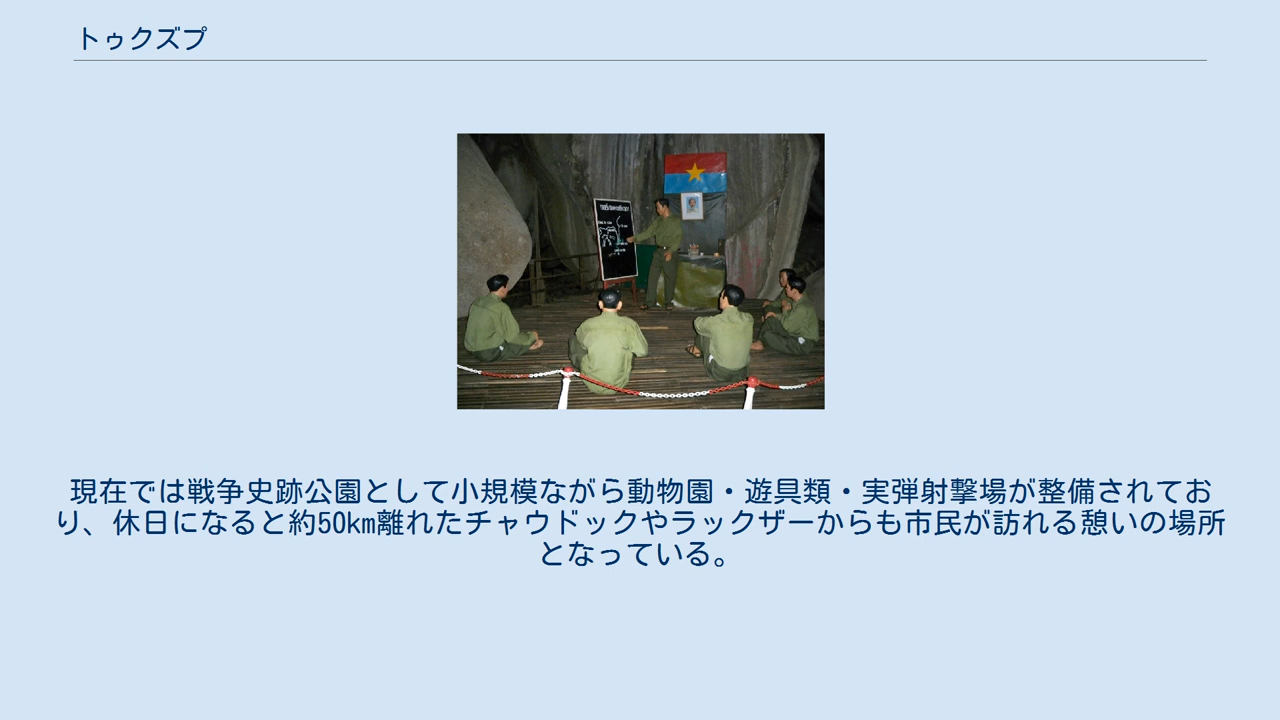 トゥクズプ
現在では戦争史跡公園として小規模ながら動物園・遊具類・実弾射撃場が整備されてお
り、休日になると約50km離れたチャウドックやラックザーからも市民が訪れる憩いの場所
となっている。